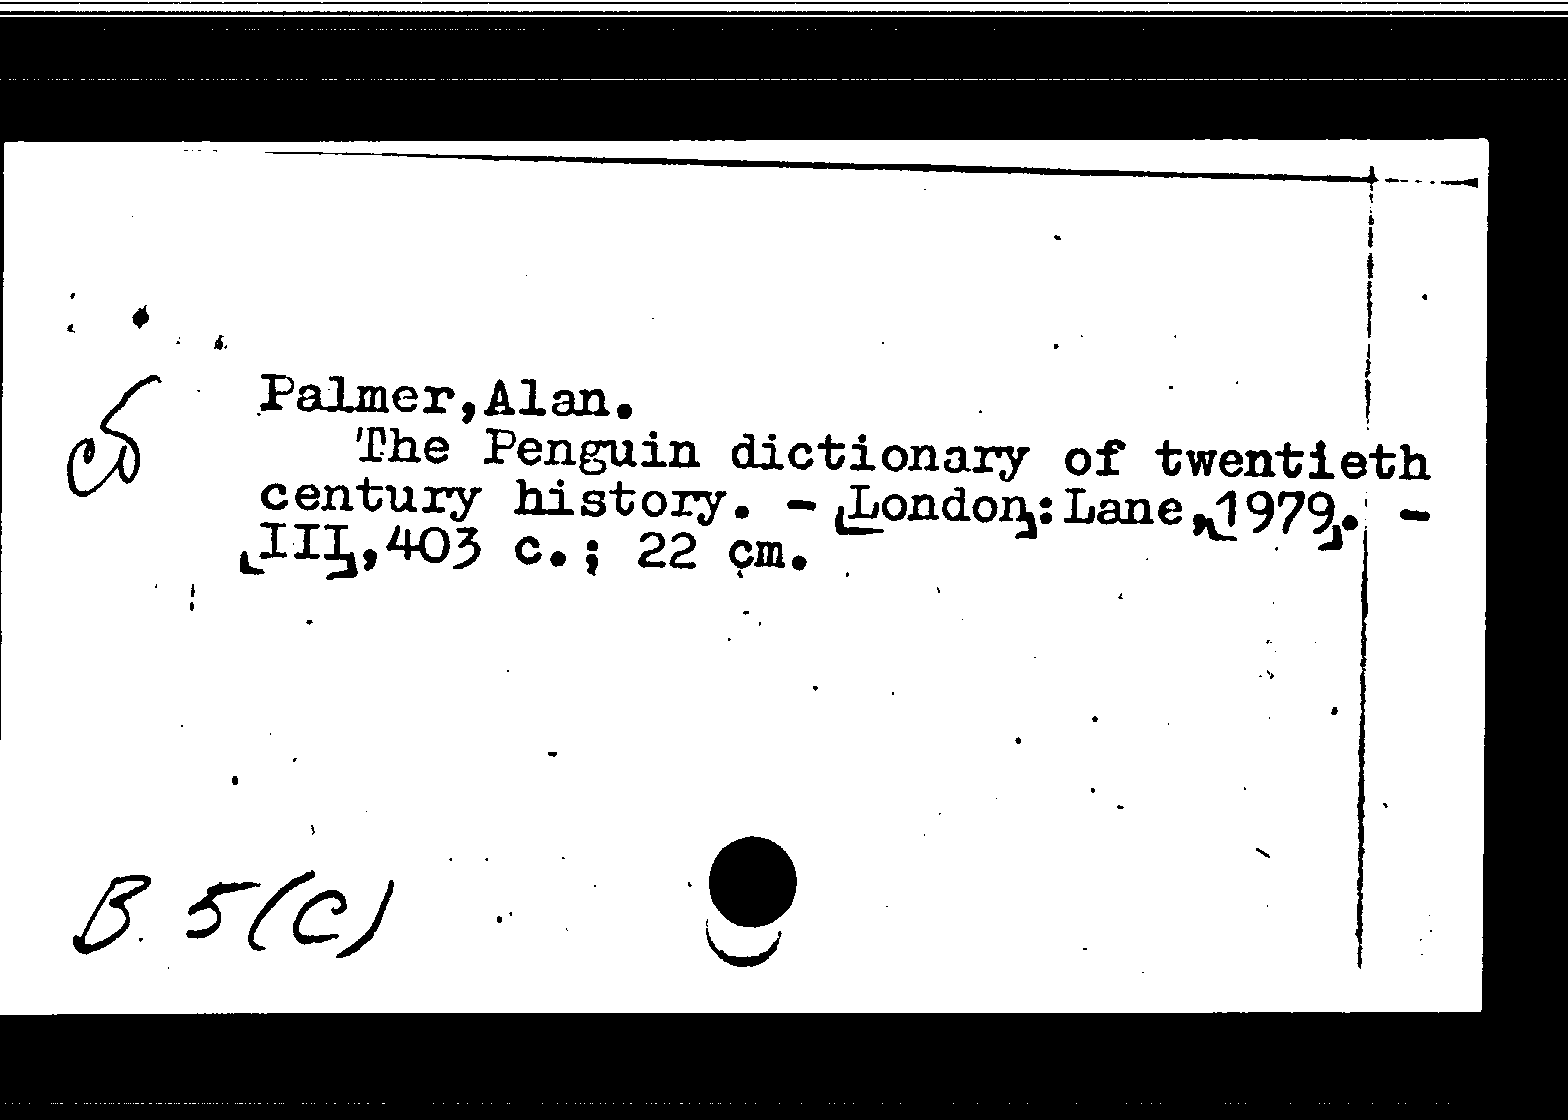 Palmer,Alan.
The Penguin dictionary of twentieth
century history. - [London]:Lane,[1979]. -
[III],403 c.; 22 cm.
B. 5(C)